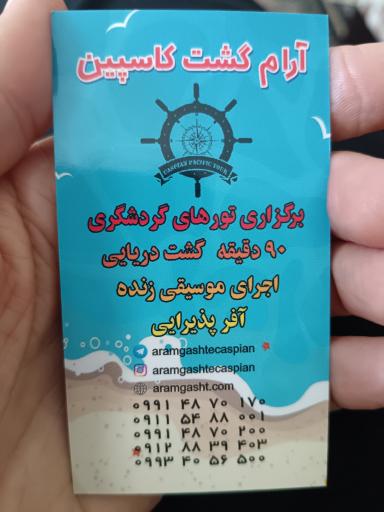 آرام گشت کاسپین
CASPIAN PACIFIC TOUR
برگزاری تورهای گردشگری
۹۰ دقیقه گشت دریایی
اجرای موسیقی زنده
آفر پذیرایی
aramgashtecaspian
aramgashtecaspian
aramgasht.com
۰۹۹۱ ۴۸ ۷۰ ۱۷۰
۰۹۱۱ ۵۴ ۸۸ ۰۰۱
۰۹۹۱ ۴۸ ۷۰ ۲۰۰
۰۹۱۲ ۸۸ ۳۹ ۴۰۳
۰۹۹۳ ۴۰ ۵۶ ۵۰۰